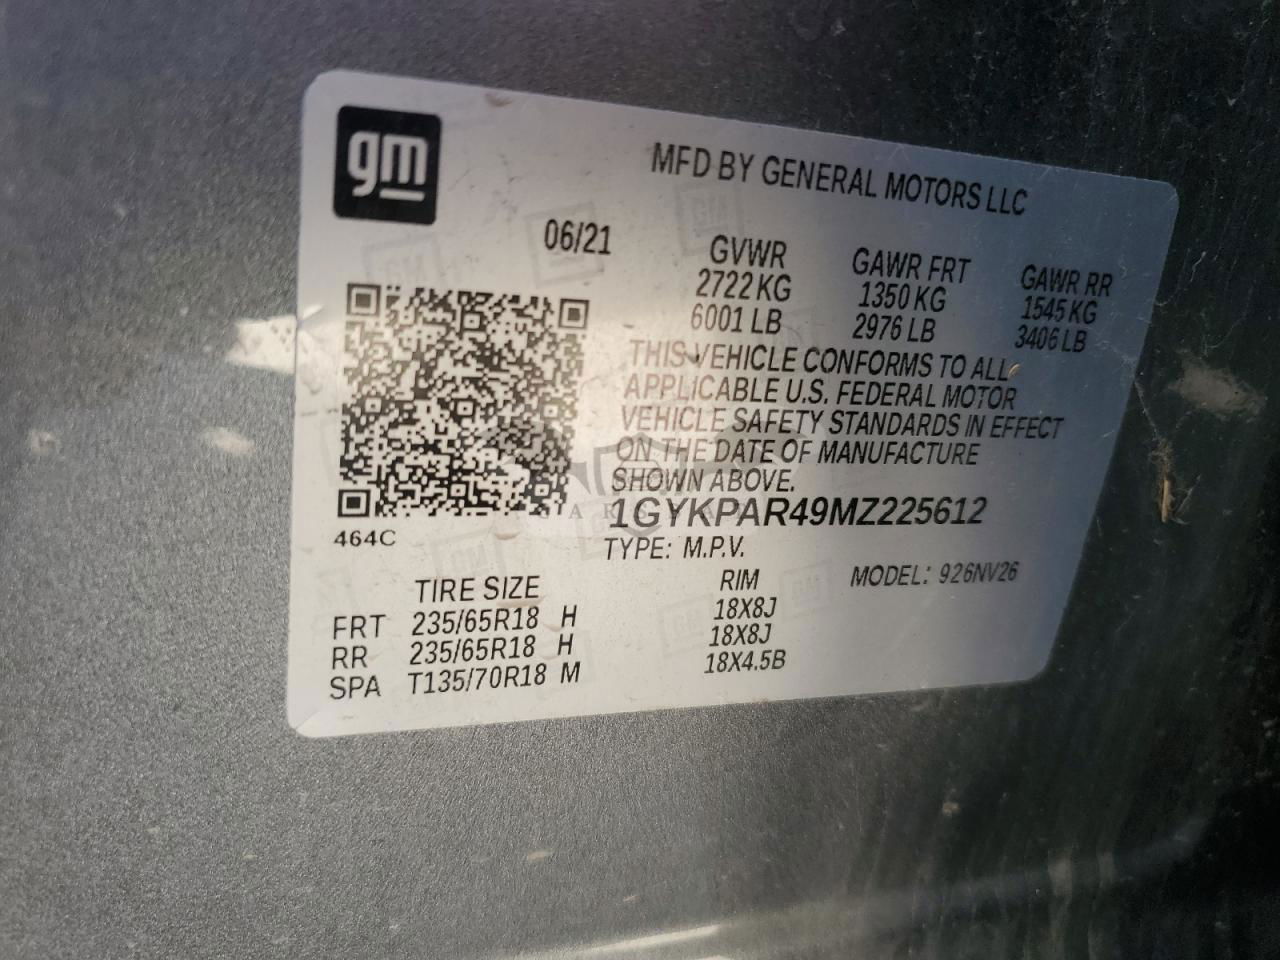 gm
MFD BY GENERAL MOTORS LLC
06/21
GVWR GAWR FRT GAWR RR
2722 KG 1350 KG 1545 KG
6001 LB 2976 LB 3406 LB
THIS VEHICLE CONFORMS TO ALL
APPLICABLE U.S. FEDERAL MOTOR
VEHICLE SAFETY STANDARDS IN EFFECT
ON THE DATE OF MANUFACTURE
SHOWN ABOVE.
1GYKPAR49MZ225612
464C
TYPE: M.P.V.
MODEL: 926NV26
TIRE SIZE RIM
FRT 235/65R18 H 18X8J
RR 235/65R18 H 18X8J
SPA T135/70R18 M 18X4.5B